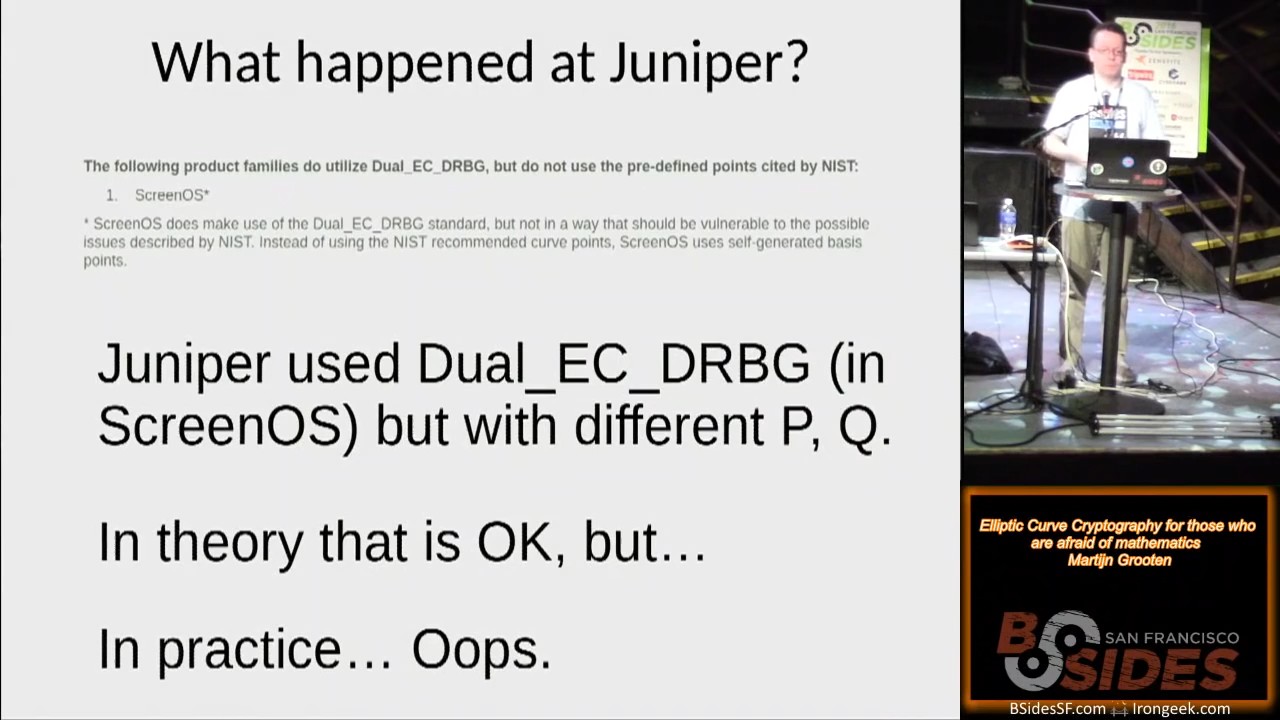 What happened at Juniper?
The following product families do utilize Dual_EC_DRBG, but do not use the pre-defined points cited by NIST:
1. ScreenOS*
* ScreenOS does make use of the Dual_EC_DRBG standard, but not in a way that should be vulnerable to the possible
issues described by NIST. Instead of using the NIST recommended curve points, ScreenOS uses self-generated basis
points.
Juniper used Dual_EC_DRBG (in
ScreenOS) but with different P, Q.
In theory that is OK, but…
In practice… Oops.
SAN FRANCISCO
BSIDES
Elliptic Curve Cryptography for those who
are afraid of mathematics
Martijn Grooten
BSIDES
SAN FRANCISCO
BSidesSF.com Irongeek.com